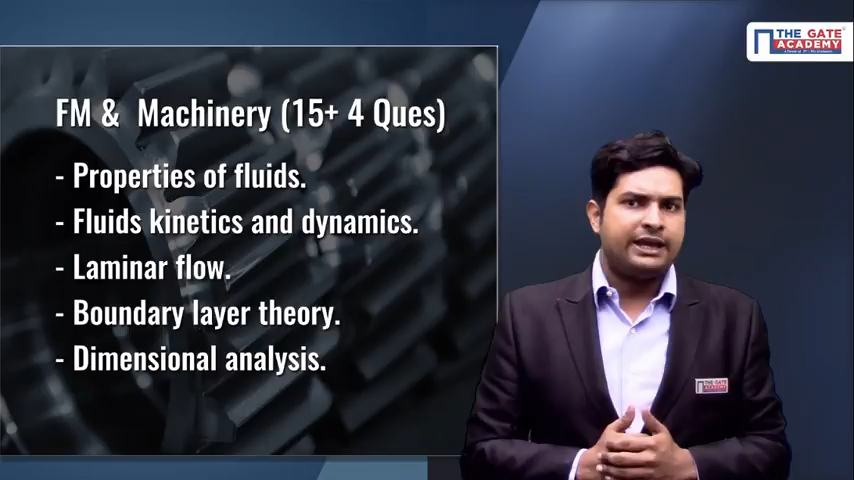 THE GATE
ACADEMY
FM & Machinery (15+ 4 Ques)
- Properties of fluids.
- Fluids kinetics and dynamics.
- Laminar flow.
- Boundary layer theory.
- Dimensional analysis.
THE GATE
ACADEMY